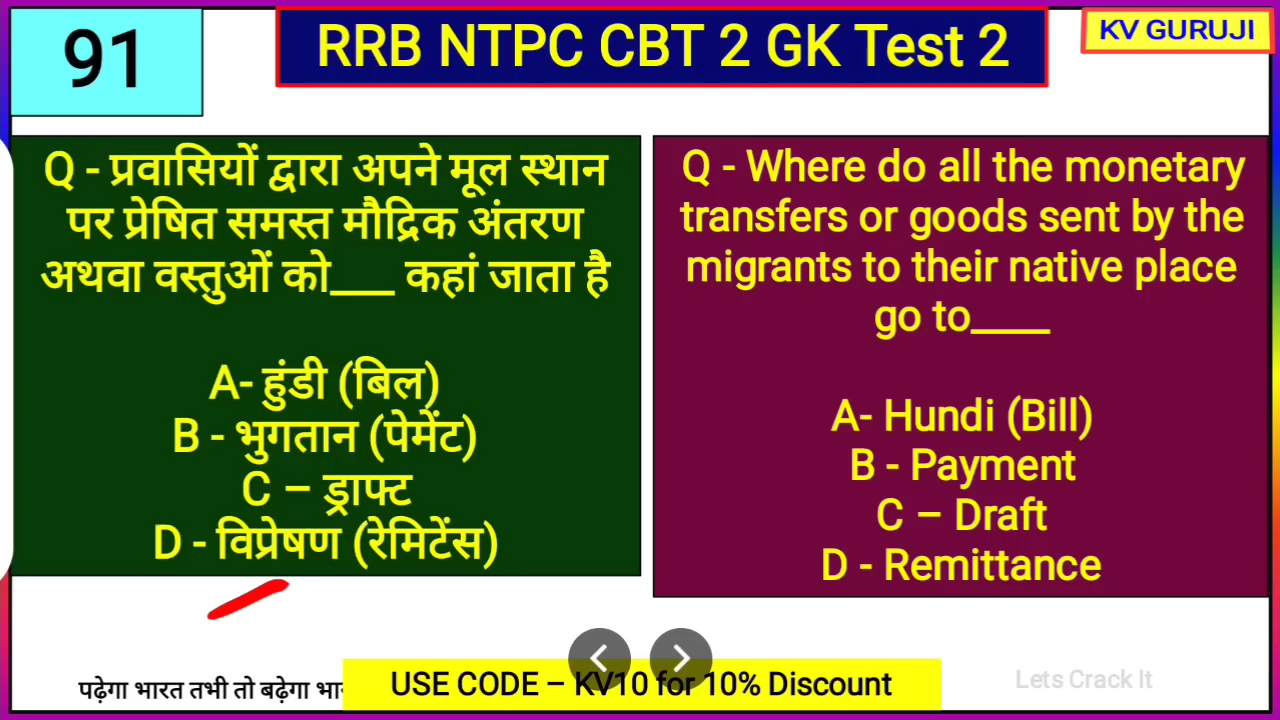 91
RRB NTPC CBT 2 GK Test 2
KV GURUJI
Q - प्रवासियों द्वारा अपने मूल स्थान
पर प्रेषित समस्त मौद्रिक अंतरण
अथवा वस्तुओं को___ कहां जाता है
A- हुंडी (बिल)
B - भुगतान (पेमेंट)
C – ड्राफ्ट
D - विप्रेषण (रेमिटेंस)
Q - Where do all the monetary
transfers or goods sent by the
migrants to their native place
go to____
A- Hundi (Bill)
B - Payment
C – Draft
D - Remittance
पढ़ेगा भारत तभी तो बढ़ेगा
USE CODE – KV10 for 10% Discount
Lets Crack It